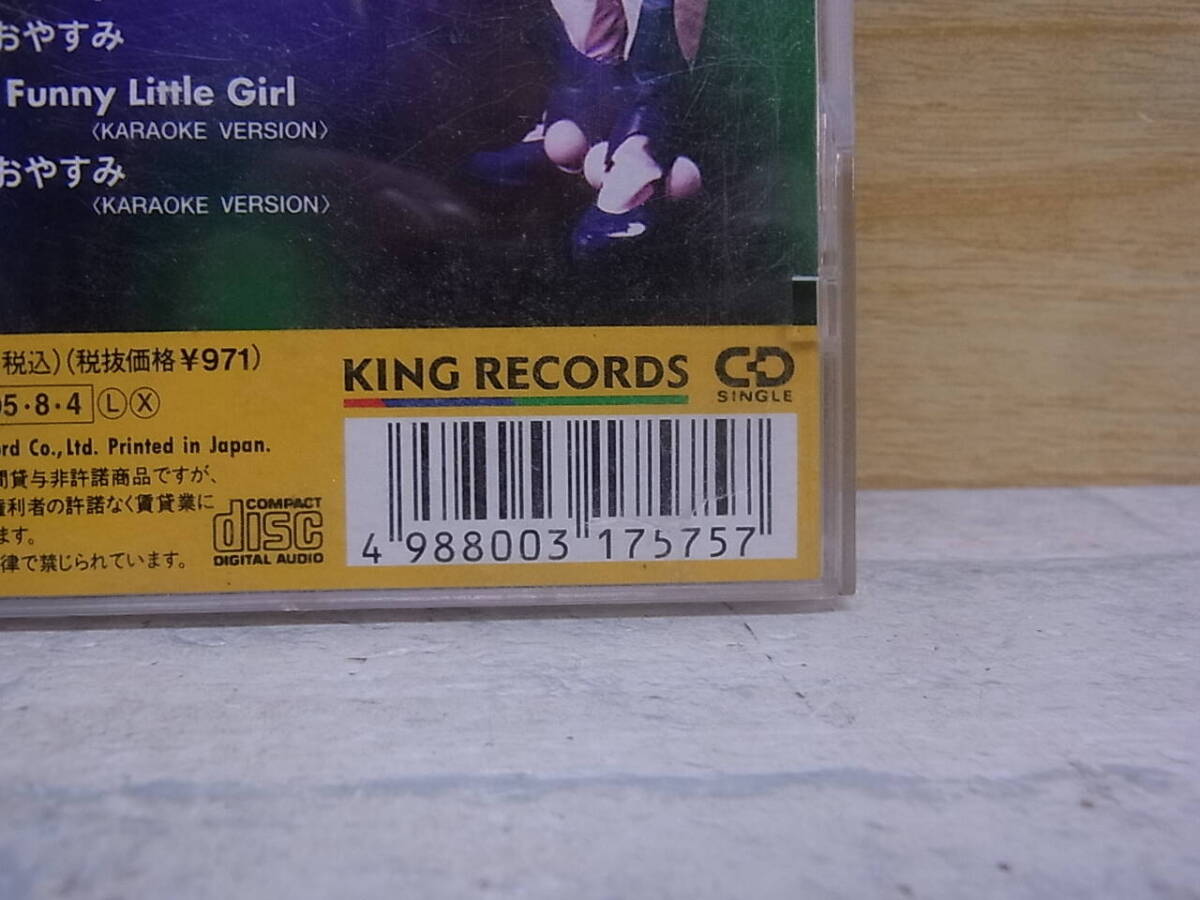 おやすみ
Funny Little Girl
〈KARAOKE VERSION〉
おやすみ
〈KARAOKE VERSION〉
税込)(税抜価格¥971)
95・8・4 Ⓛ Ⓧ
KING RECORDS
CD
SINGLE
Co.,Ltd. Printed in Japan.
貸与非許諾商品ですが、
利者の許諾なく賃貸業に
ます。
律で禁じられています。
COMPACT
disc
DIGITAL AUDIO
4 988003 175757